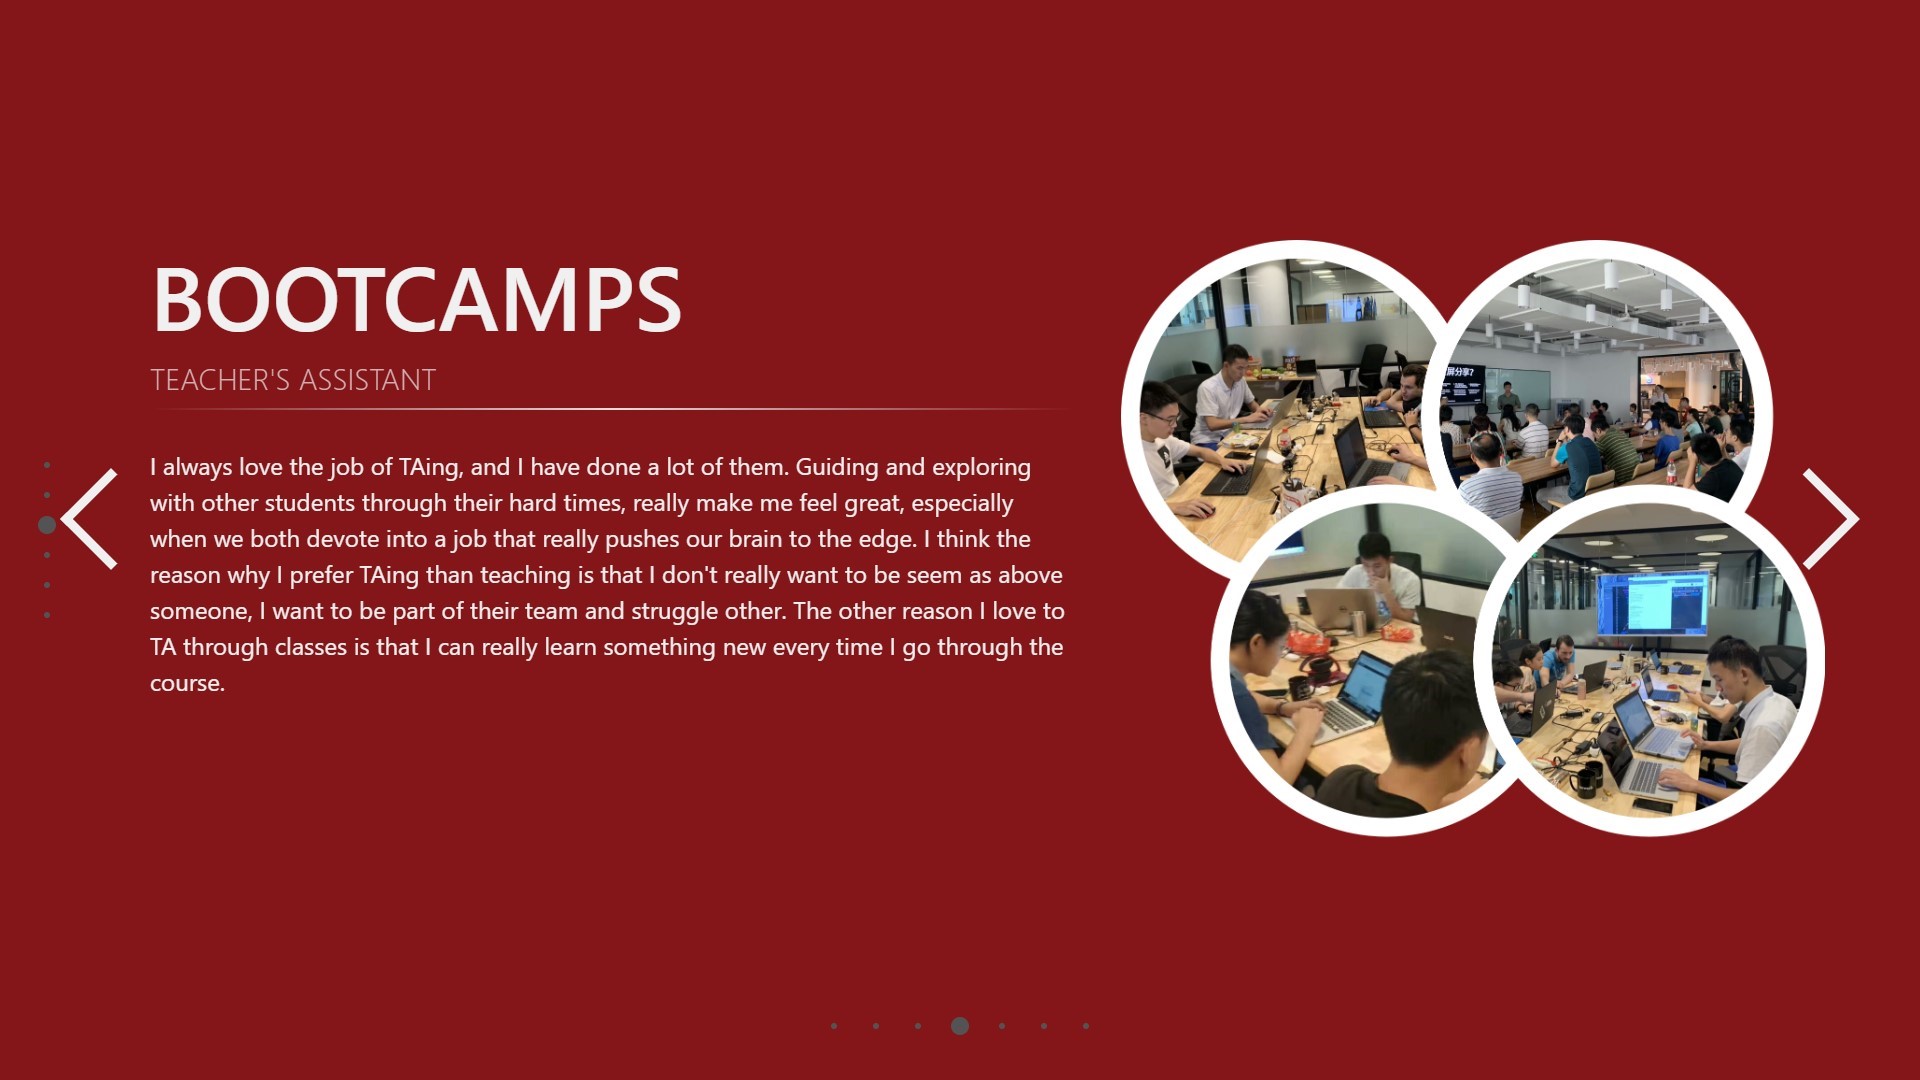 BOOTCAMPS
TEACHER'S ASSISTANT
I always love the job of TAing, and I have done a lot of them. Guiding and exploring
with other students through their hard times, really make me feel great, especially
when we both devote into a job that really pushes our brain to the edge. I think the
reason why I prefer TAing than teaching is that I don't really want to be seem as above
someone, I want to be part of their team and struggle other. The other reason I love to
TA through classes is that I can really learn something new every time I go through the
course.
屏分享?